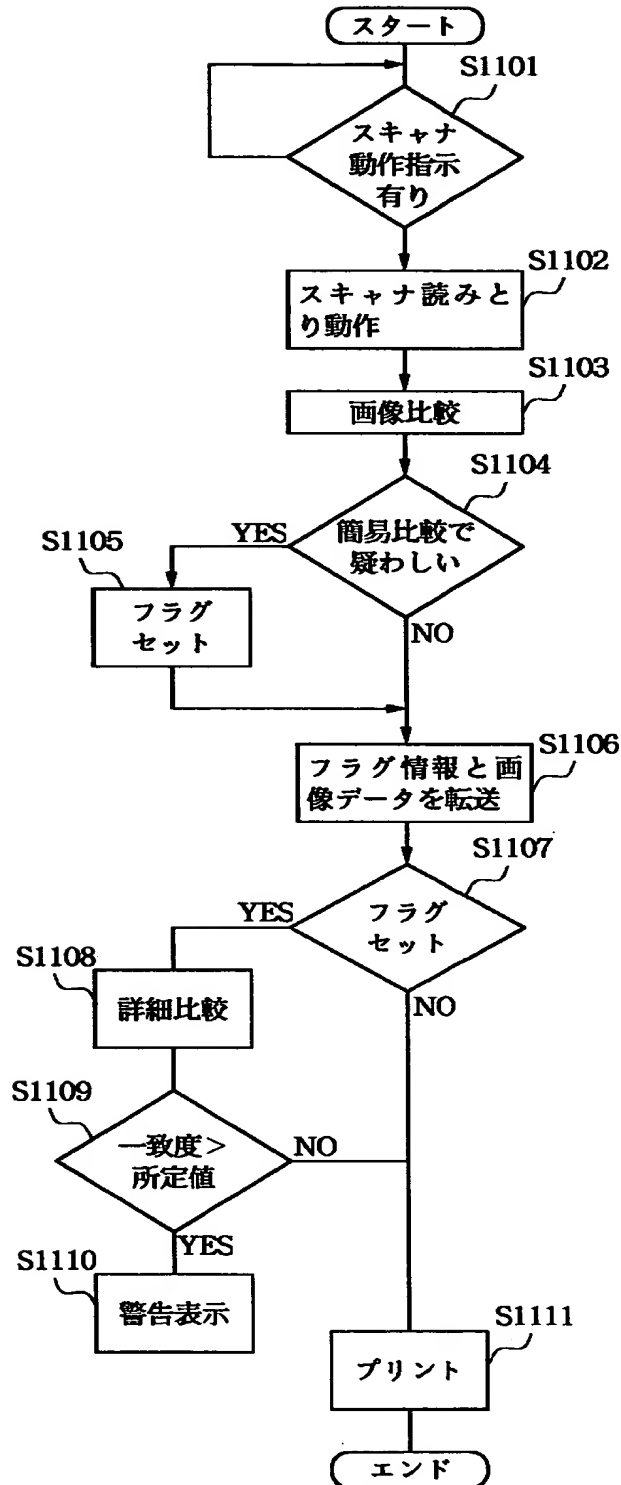 スタート
S1101
スキャナ
動作指示
有り
S1102
スキャナ読みと
り動作
S1103
画像比較
S1104
簡易比較で
疑わしい
YES
S1105
フラグ
セット
NO
S1106
フラグ情報と画
像データを転送
S1107
フラグ
セット
YES
S1108
詳細比較
NO
S1109
一致度>
所定値
NO
YES
S1110
警告表示
S1111
プリント
エンド